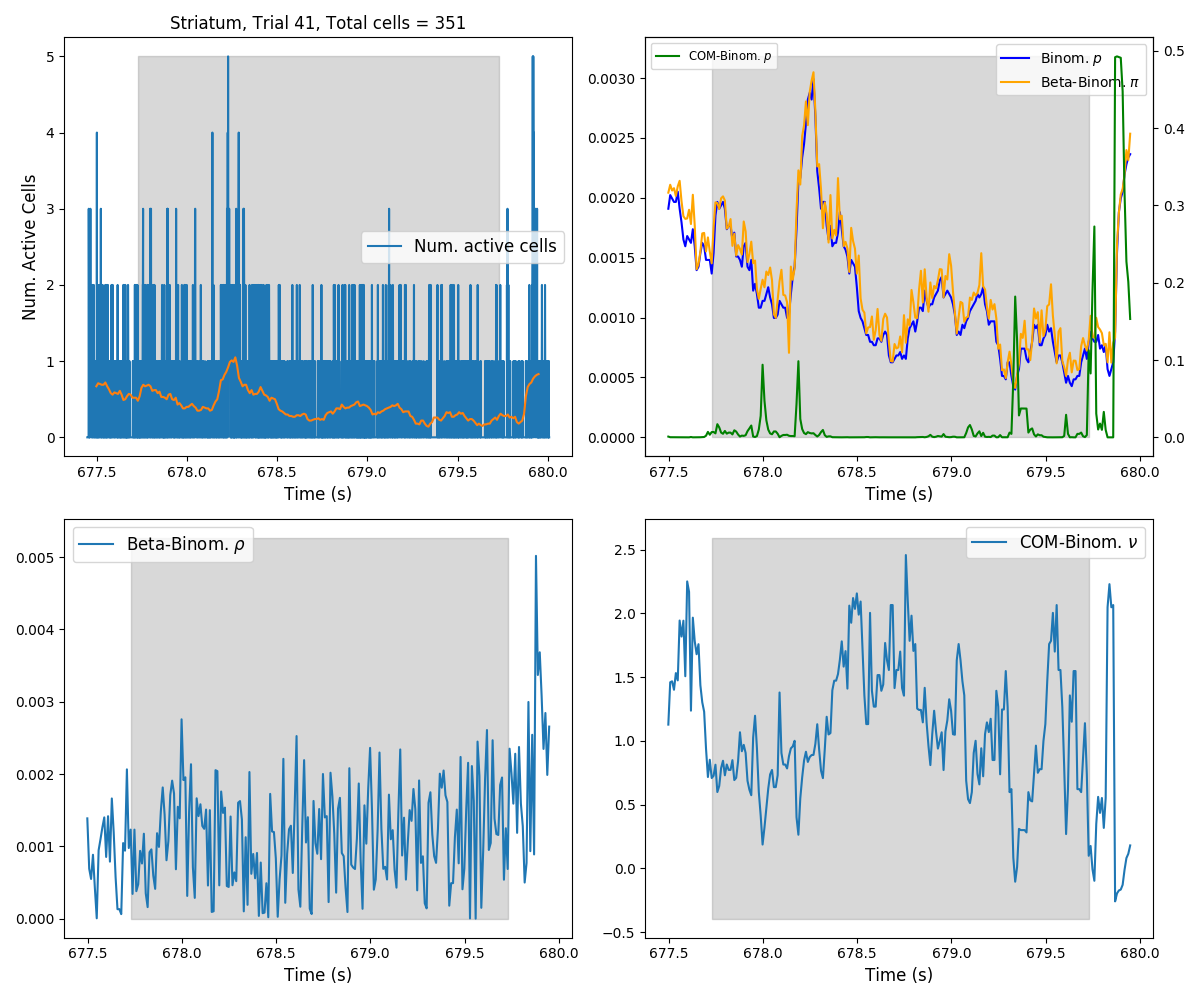 Striatum, Trial 41, Total cells = 351
Num. Active Cells
5
4
3
2
1
0
Num. active cells
677.5 678.0 678.5 679.0 679.5 680.0
Time (s)
COM-Binom. p
Binom. p
Beta-Binom. π
0.0030
0.0025
0.0020
0.0015
0.0010
0.0005
0.0000
0.5
0.4
0.3
0.2
0.1
0.0
677.5 678.0 678.5 679.0 679.5 680.0
Time (s)
Beta-Binom. ρ
0.005
0.004
0.003
0.002
0.001
0.000
677.5 678.0 678.5 679.0 679.5 680.0
Time (s)
COM-Binom. ν
2.5
2.0
1.5
1.0
0.5
0.0
−0.5
677.5 678.0 678.5 679.0 679.5 680.0
Time (s)